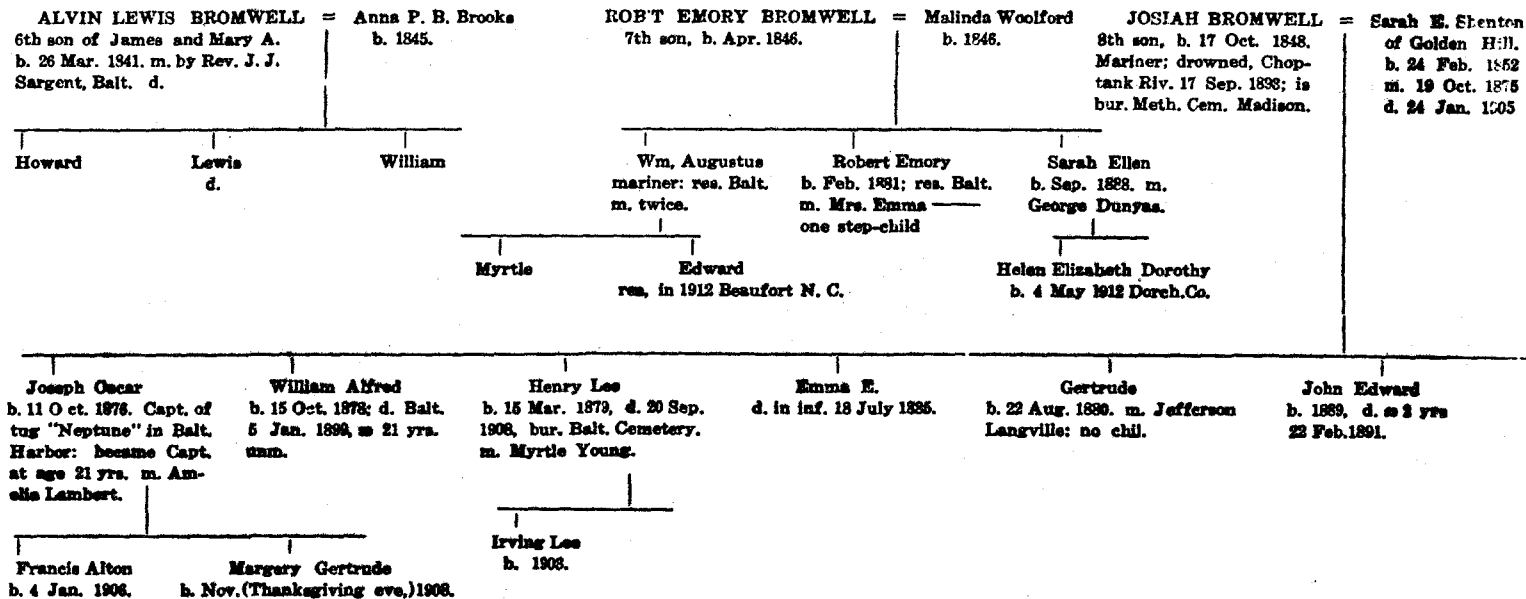 ALVIN LEWIS BROMWELL = Anna P. B. Brooks
6th son of James and Mary A. b. 1845.
b. 26 Mar. 1841. m. by Rev. J. J.
Sargent, Balt. d.
Howard
Lewis
d.
William
ROB'T EMORY BROMWELL = Malinda Woolford
7th son, b. Apr. 1846. b. 1846.
Wm, Augustus
mariner: res. Balt.
m. twice.
Robert Emory
b. Feb. 1881; res. Balt.
m. Mrs. Emma ——
one step-child
Sarah Ellen
b. Sep. 1888. m.
George Dunyas.
Myrtle
Edward
res, in 1912 Beaufort N. C.
Helen Elizabeth Dorothy
b. 4 May 1912 Dorch.Co.
JOSIAH BROMWELL = Sarah E. Stenton
8th son, b. 17 Oct. 1848. of Golden Hill.
Mariner; drowned, Chop- b. 24 Feb. 1852
tank Riv. 17 Sep. 1898; is m. 19 Oct. 1875
bur. Meth. Cem. Madison. d. 24 Jan. 1905
Joseph Oscar
b. 11 Oct. 1876. Capt. of
tug "Neptune" in Balt.
Harbor: became Capt.
at age 21 yrs. m. Am-
elia Lambert.
William Alfred
b. 15 Oct. 1878; d. Balt.
5 Jan. 1899, 21 yrs.
unm.
Henry Lee
b. 15 Mar. 1879, d. 20 Sep.
1908, bur. Balt. Cemetery.
m. Myrtle Young.
Emma E.
d. in inf. 18 July 1885.
Gertrude
b. 22 Aug. 1880. m. Jefferson
Langville: no chil.
John Edward
b. 1889, d. 2 yrs
22 Feb.1891.
Francis Alton
b. 4 Jan. 1906.
Margery Gertrude
b. Nov.(Thanksgiving eve,)1908.
Irving Lee
b. 1903.